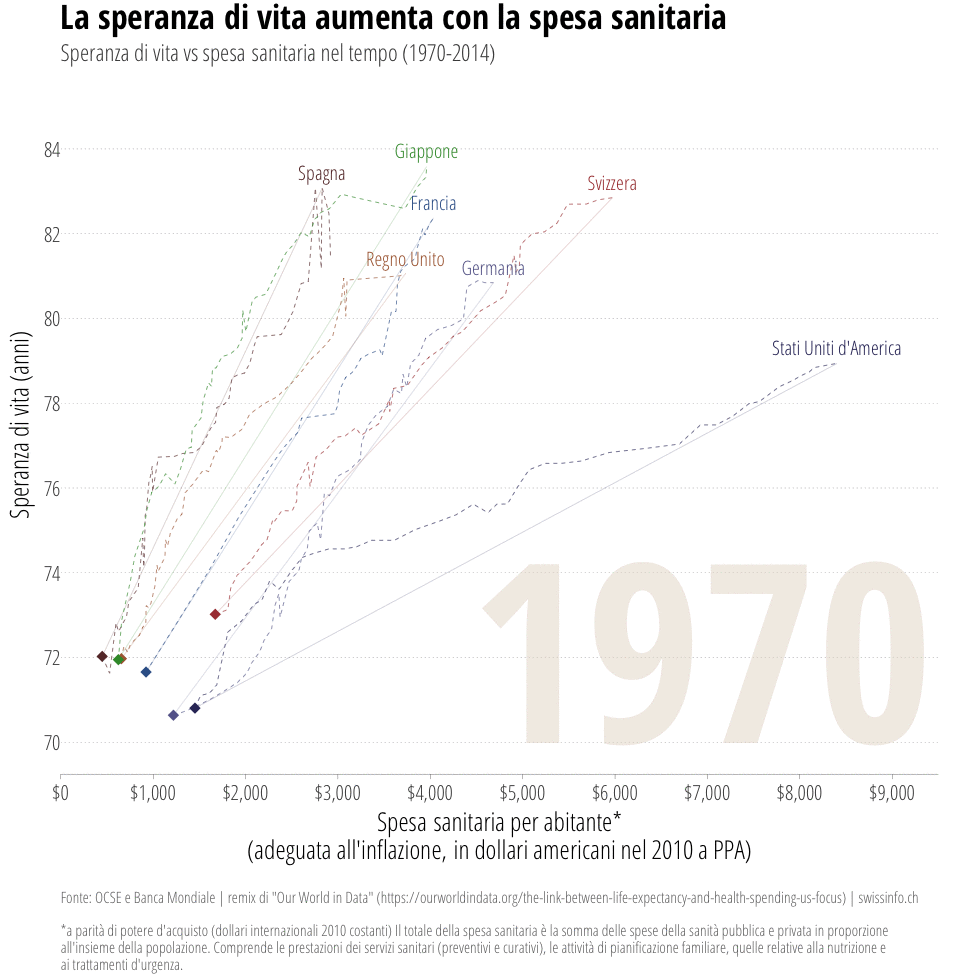 La speranza di vita aumenta con la spesa sanitaria
Speranza di vita vs spesa sanitaria nel tempo (1970-2014)
84
Giappone
Spagna
Svizzera
Francia
82
Regno Unito
Germania
80
Stati Uniti d'America
78
Speranza di vita (anni)
76
74
1970
72
70
$0
$1,000
$2,000
$3,000
$4,000
$5,000
$6,000
$7,000
$8,000
$9,000
Spesa sanitaria per abitante*
(adeguata all'inflazione, in dollari americani nel 2010 a PPA)
Fonte: OCSE e Banca Mondiale | remix di "Our World in Data" (https://ourworldindata.org/the-link-between-life-expectancy-and-health-spending-us-focus) | swissinfo.ch
*a parità di potere d'acquisto (dollari internazionali 2010 costanti) Il totale della spesa sanitaria è la somma delle spese della sanità pubblica e privata in proporzione
all'insieme della popolazione. Comprende le prestazioni dei servizi sanitari (preventivi e curativi), le attività di pianificazione familiare, quelle relative alla nutrizione e
ai trattamenti d'urgenza.